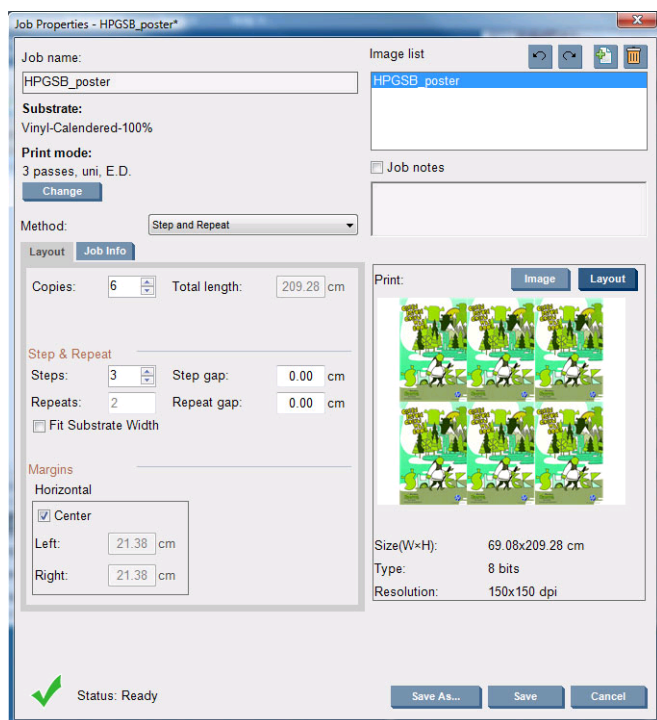 Job Properties - HPGSB_poster*
Job name:
HPGSB_poster
Substrate:
Vinyl-Calendered-100%
Print mode:
3 passes, uni, E.D.
Change
Method: Step and Repeat
Image list
HPGSB_poster
Job notes
Layout Job Info
Copies: 6 Total length: 209.28 cm
Step & Repeat
Steps: 3 Step gap: 0.00 cm
Repeats: 2 Repeat gap: 0.00 cm
Fit Substrate Width
Margins
Horizontal
Center
Left: 21.38 cm
Right: 21.38 cm
Print: Image Layout
Size(W×H): 69.08x209.28 cm
Type: 8 bits
Resolution: 150x150 dpi
Status: Ready
Save As... Save Cancel